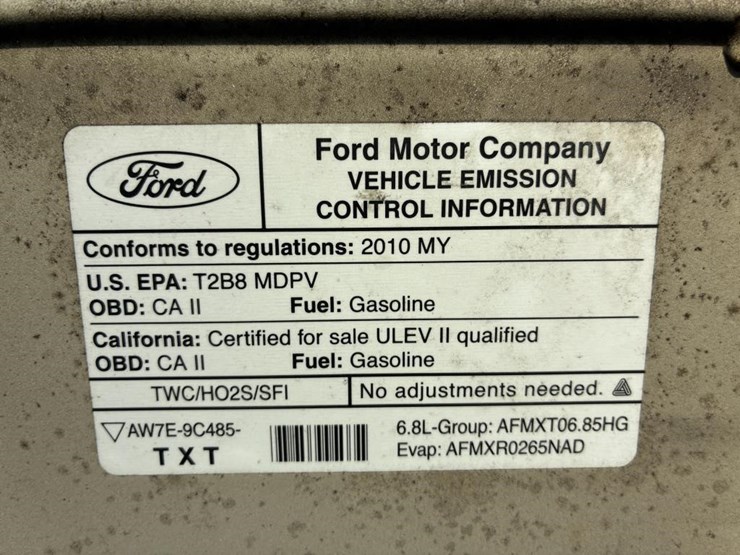 Ford
Ford Motor Company
VEHICLE EMISSION
CONTROL INFORMATION
Conforms to regulations: 2010 MY
U.S. EPA: T2B8 MDPV
OBD: CA II Fuel: Gasoline
California: Certified for sale ULEV II qualified
OBD: CA II Fuel: Gasoline
TWC/HO2S/SFI No adjustments needed.
AW7E-9C485- 6.8L-Group: AFMXT06.85HG
TXT Evap: AFMXR0265NAD